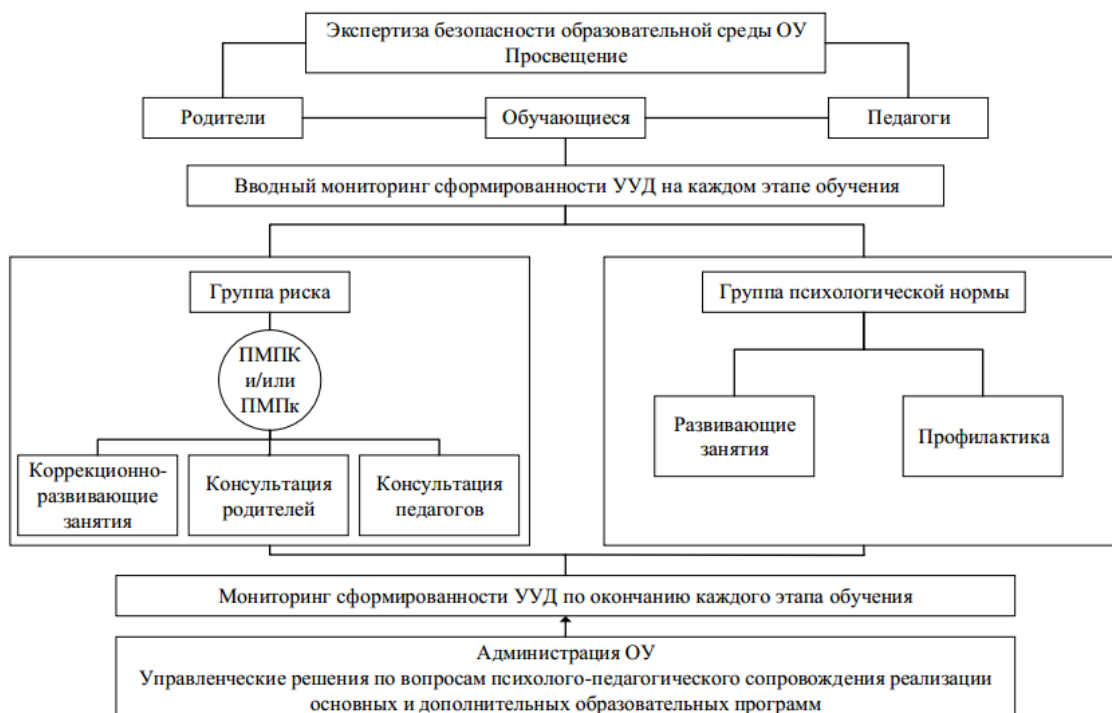 Экспертиза безопасности образовательной среды ОУ
Просвещение
Родители
Обучающиеся
Педагоги
Вводный мониторинг сформированности УУД на каждом этапе обучения
Группа риска
ПМПК
и/или
ПМПк
Коррекционно-
развивающие
занятия
Консультация
родителей
Консультация
педагогов
Группа психологической нормы
Развивающие
занятия
Профилактика
Мониторинг сформированности УУД по окончанию каждого этапа обучения
Администрация ОУ
Управленческие решения по вопросам психолого-педагогического сопровождения реализации
основных и дополнительных образовательных программ